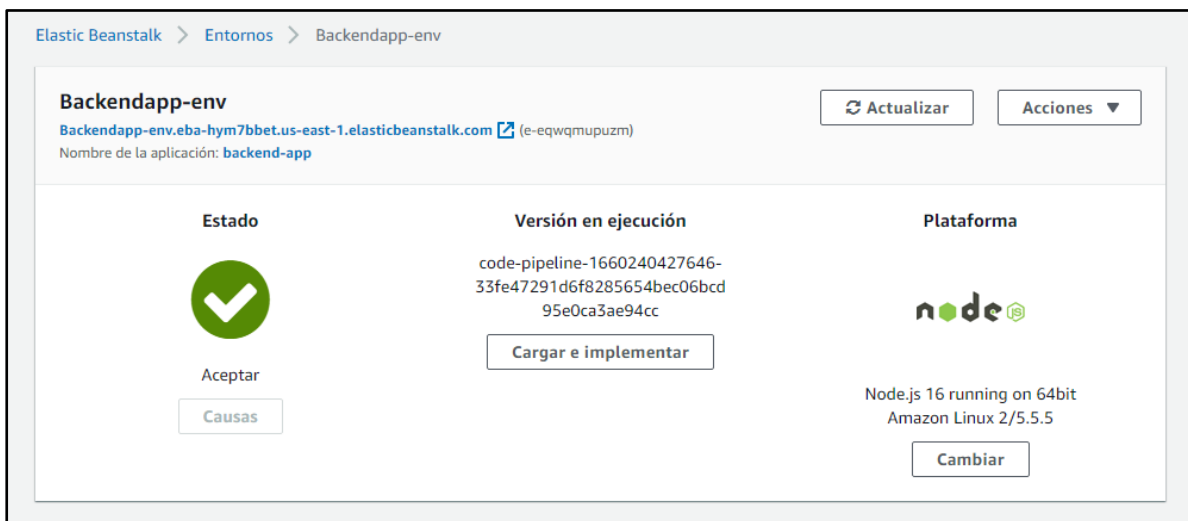 Elastic Beanstalk > Entornos > Backendapp-env
Backendapp-env
Actualizar
Acciones
Backendapp-env.eba-hym7bbet.us-east-1.elasticbeanstalk.com (e-eqwqmupuzm)
Nombre de la aplicación: backend-app
Estado
Aceptar
Causas
Versión en ejecución
code-pipeline-1660240427646-
33fe47291d6f8285654bec06bcd
95e0ca3ae94cc
Cargar e implementar
Plataforma
node JS
Node.js 16 running on 64bit
Amazon Linux 2/5.5.5
Cambiar